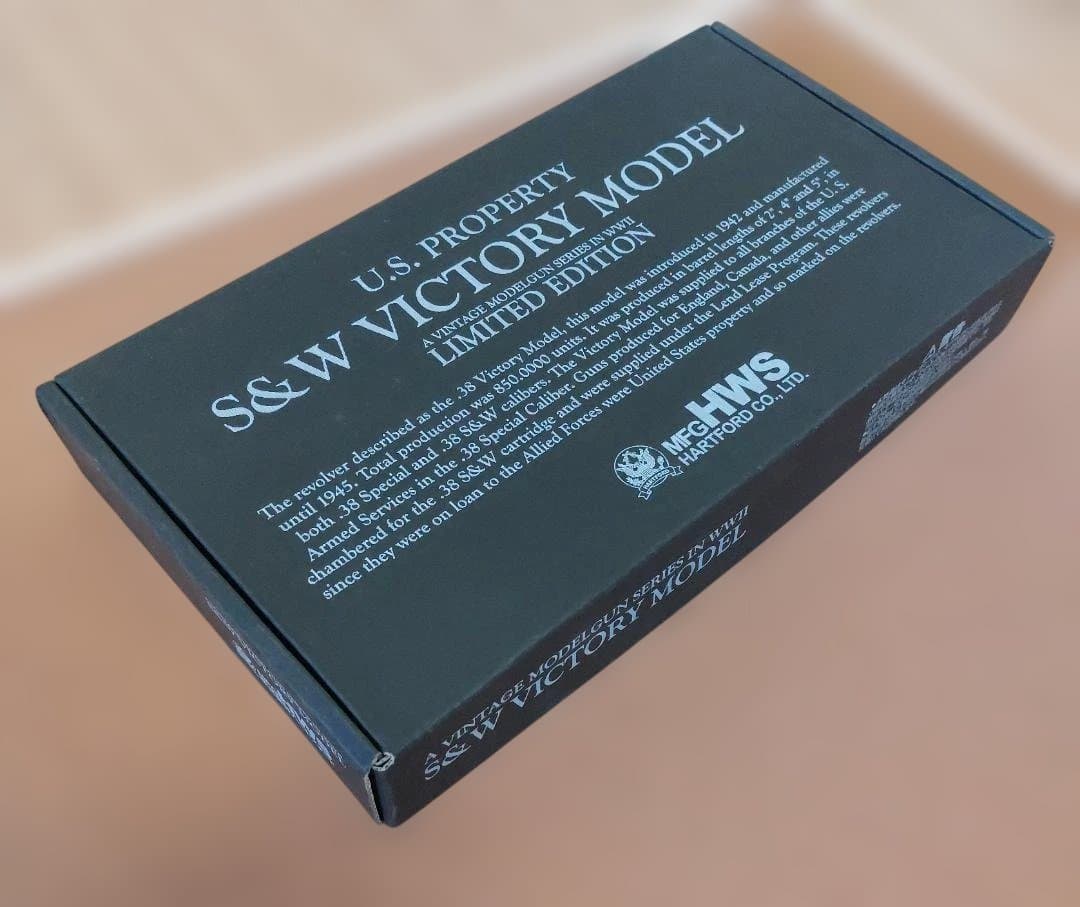 U.S. PROPERTY
S&W VICTORY MODEL
A VINTAGE MODELGUN SERIES IN WWII
LIMITED EDITION
The revolver described as the .38 Victory Model, this model was introduced in 1942 and manufactured
until 1945. Total production was 850.0000 units. It was produced in barrel lengths of 2", 4" and 5", in
both .38 Special and .38 S&W calibers. The Victory Model was supplied to all branches of the U. S.
Armed Services in the .38 Special Caliber. Guns produced for England, Canada, and other allies were
chambered for the .38 S&W cartridge and were supplied under the Lend Lease Program. These revolvers
since they were on loan to the Allied Forces were United States property and so marked on the revolvers.
HARTFORD
MFG HWS
HARTFORD CO., LTD.
A VINTAGE MODELGUN SERIES IN WWII
S&W VICTORY MODEL